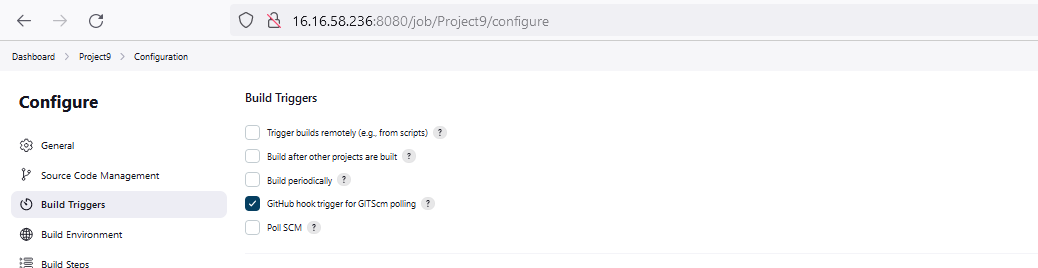 16.16.58.236:8080/job/Project9/configure
Dashboard > Project9 > Configuration
Configure
General
Source Code Management
Build Triggers
Build Environment
Build Steps
Build Triggers
Trigger builds remotely (e.g., from scripts) ?
Build after other projects are built ?
Build periodically ?
GitHub hook trigger for GITScm polling ?
Poll SCM ?